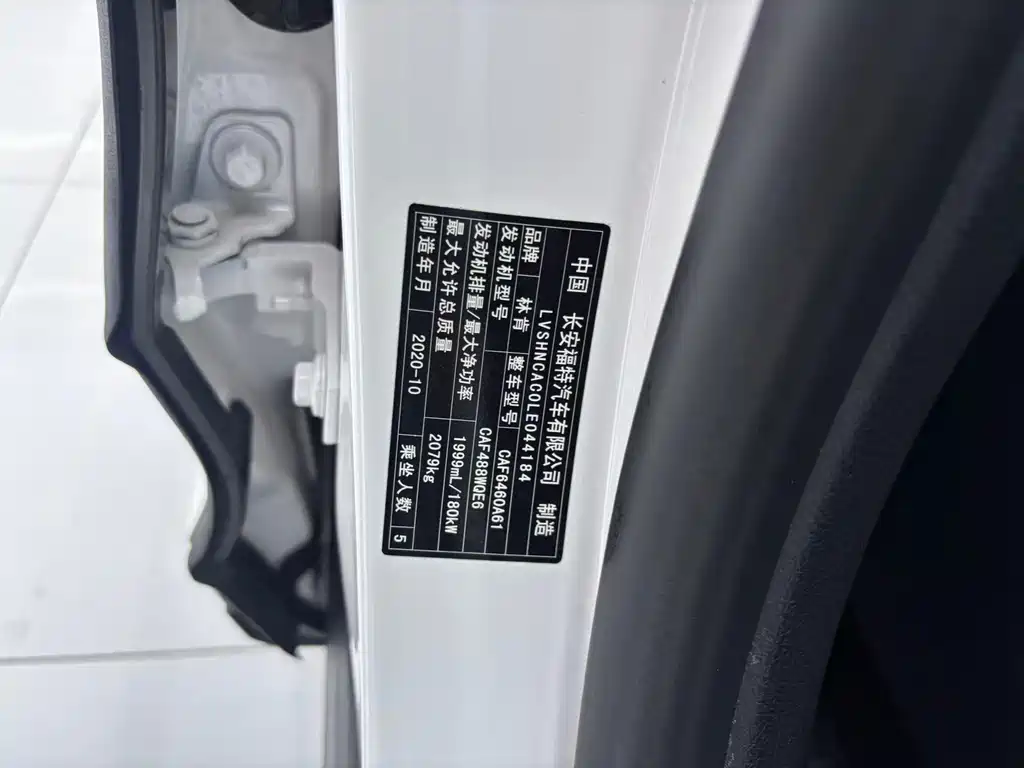 中国 长安福特汽车有限公司 制造
LVSHNCAC0LE044184
品牌 林肯 整车型号 CAF6460A61
发动机型号 CAF488WQE6
发动机排量/最大净功率 1999mL/180kW
最大允许总质量 2079kg
制造年月 2020-10 乘坐人数 5